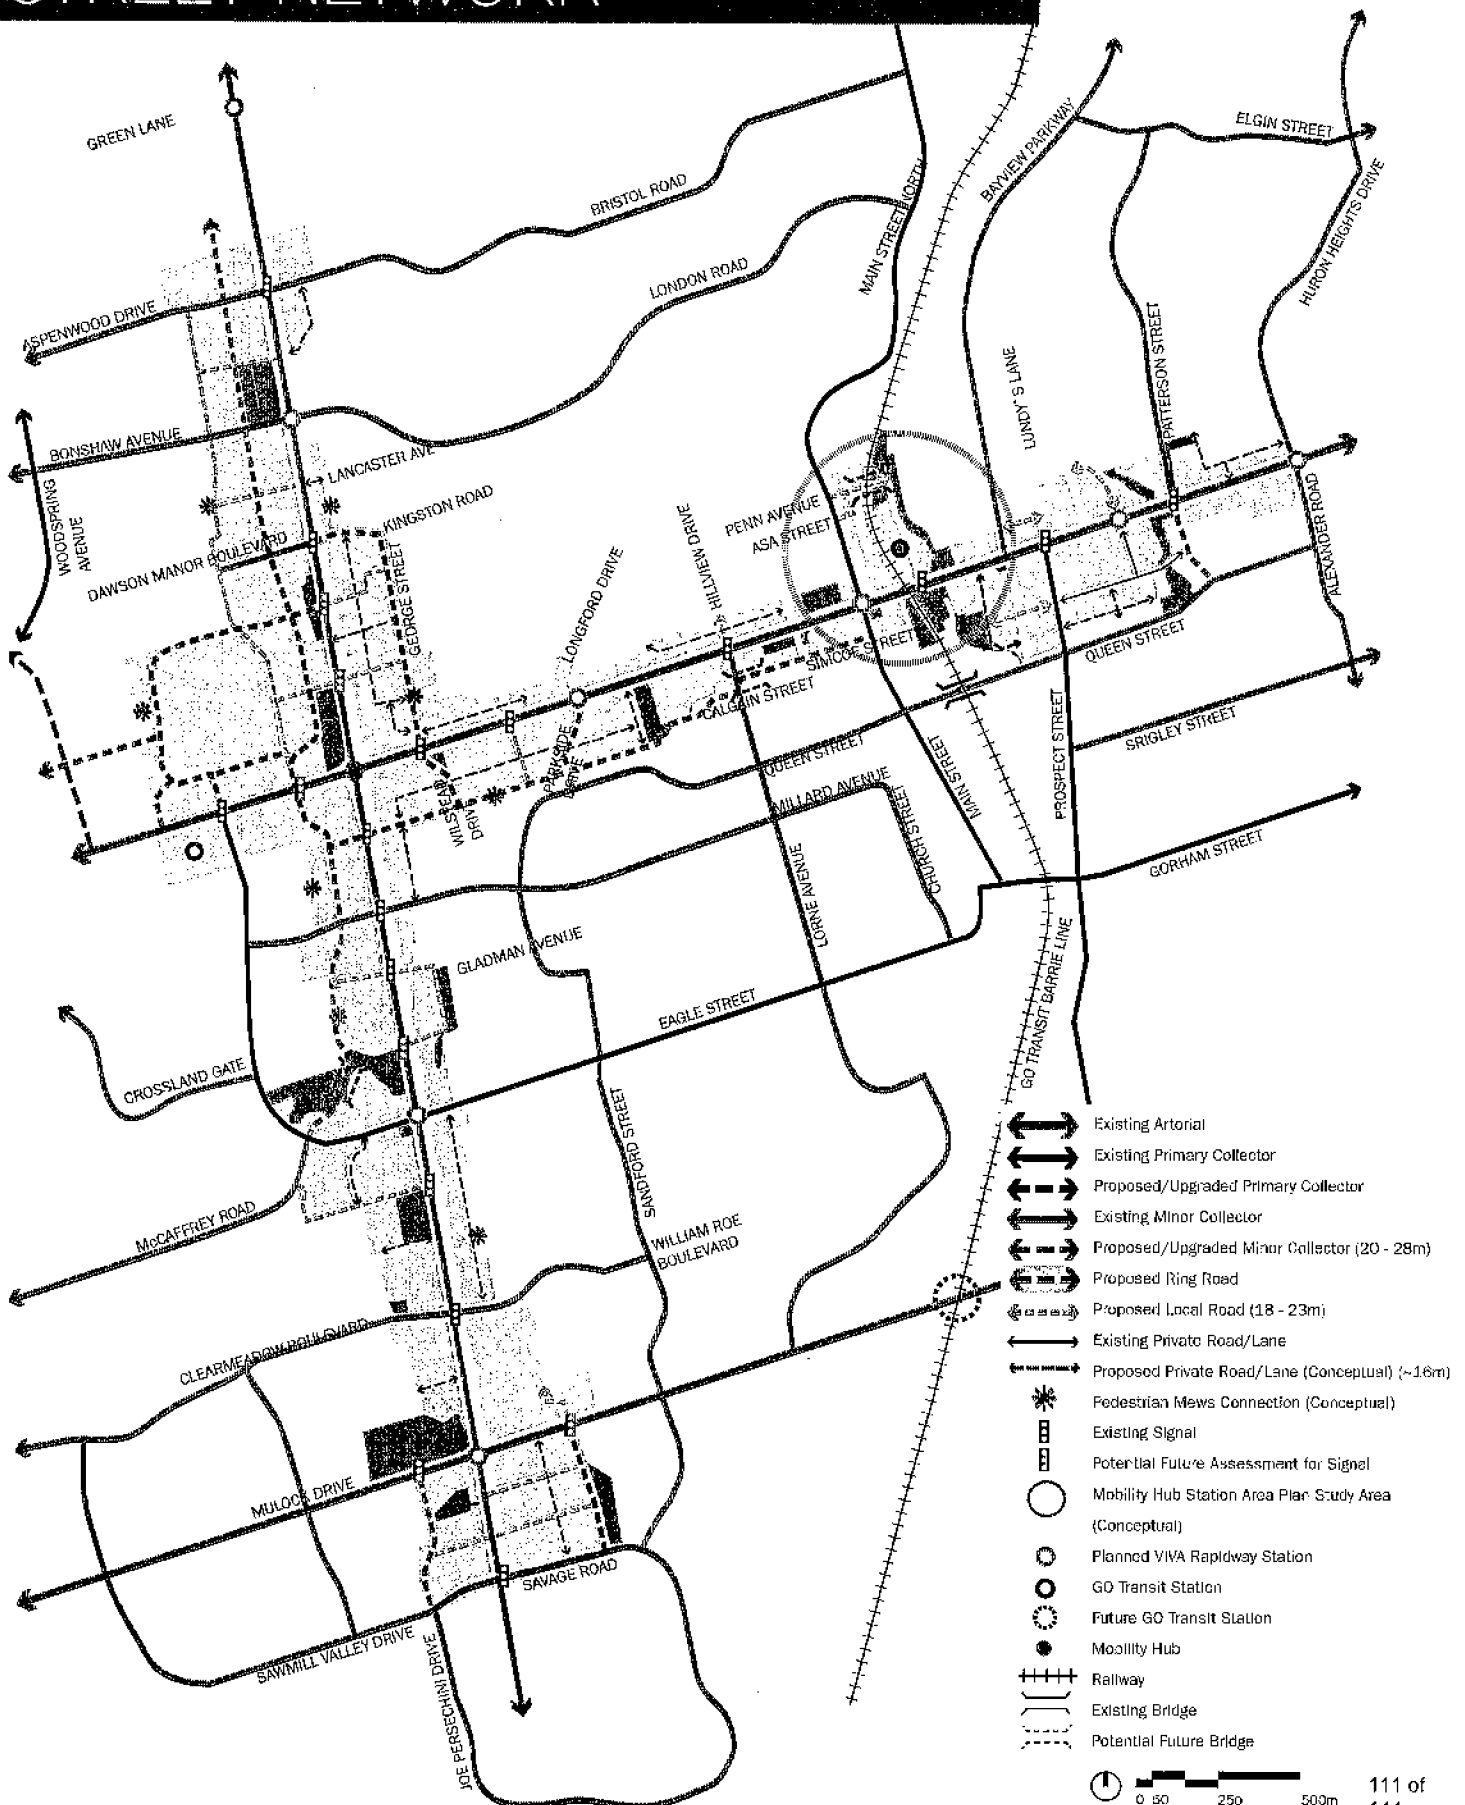 STREET NETWORK
GREEN LANE
BRISTOL ROAD
LONDON ROAD
MAIN STREET NORTH
BAYVIEW PARKWAY
ELGIN STREET
HURON HEIGHTS DRIVE
ASPENWOOD DRIVE
BONSHAW AVENUE
LANCASTER AVE
KINGSTON ROAD
WOODSPRING
AVENUE
DAWSON MANOR BOULEVARD
GEORGE STREET
LONGFORD DRIVE
HILLVIEW DRIVE
PENN AVENUE
ASA STREET
LUNDY'S LANE
PATTERSON STREET
ALEXANDER ROAD
SIMCOE STREET
CALGAIN STREET
QUEEN STREET
QUEEN STREET
SRIGLEY STREET
PROSPECT STREET
MAIN STREET
PARKSIDE
DRIVE
WILSTEAD
DRIVE
MILLARD AVENUE
CHURCH STREET
LORNE AVENUE
GORHAM STREET
GLADMAN AVENUE
EAGLE STREET
GO TRANSIT BARRIE LINE
CROSSLAND GATE
SANDFORD STREET
McCAFFREY ROAD
WILLIAM ROE
BOULEVARD
CLEARMEADOW BOULEVARD
MULOCK DRIVE
SAVAGE ROAD
SAWMILL VALLEY DRIVE
JOE PERSECHINI DRIVE
Existing Artorial
Existing Primary Collector
Proposed/Upgraded Primary Collector
Existing Minor Collector
Proposed/Upgraded Minor Collector (20 - 28m)
Proposed Ring Road
Proposed Local Road (18 - 23m)
Existing Private Road/Lane
Proposed Private Road/Lane (Conceptual) (~16m)
Pedestrian Mews Connection (Conceptual)
Existing Signal
Potential Future Assessment for Signal
Mobility Hub Station Area Plan Study Area
(Conceptual)
Planned VIVA Rapidway Station
GO Transit Station
Future GO Transit Station
Mobility Hub
Railway
Existing Bridge
Potential Future Bridge
0 50 250 500m
111 of